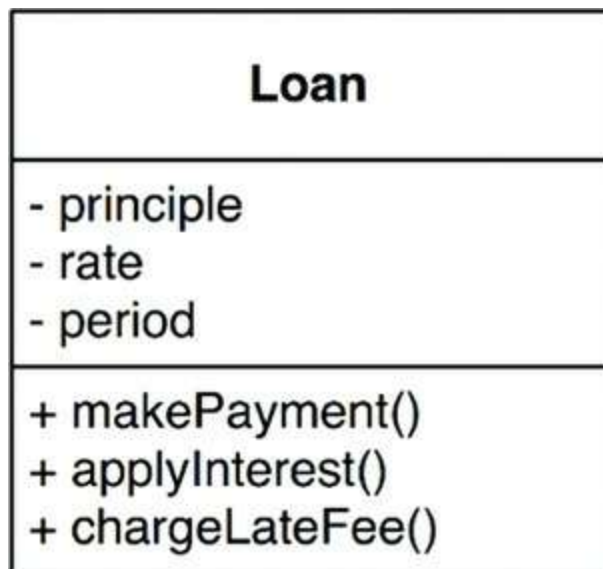 Loan
- principle
- rate
- period
+ makePayment()
+ applyInterest()
+ chargeLateFee()